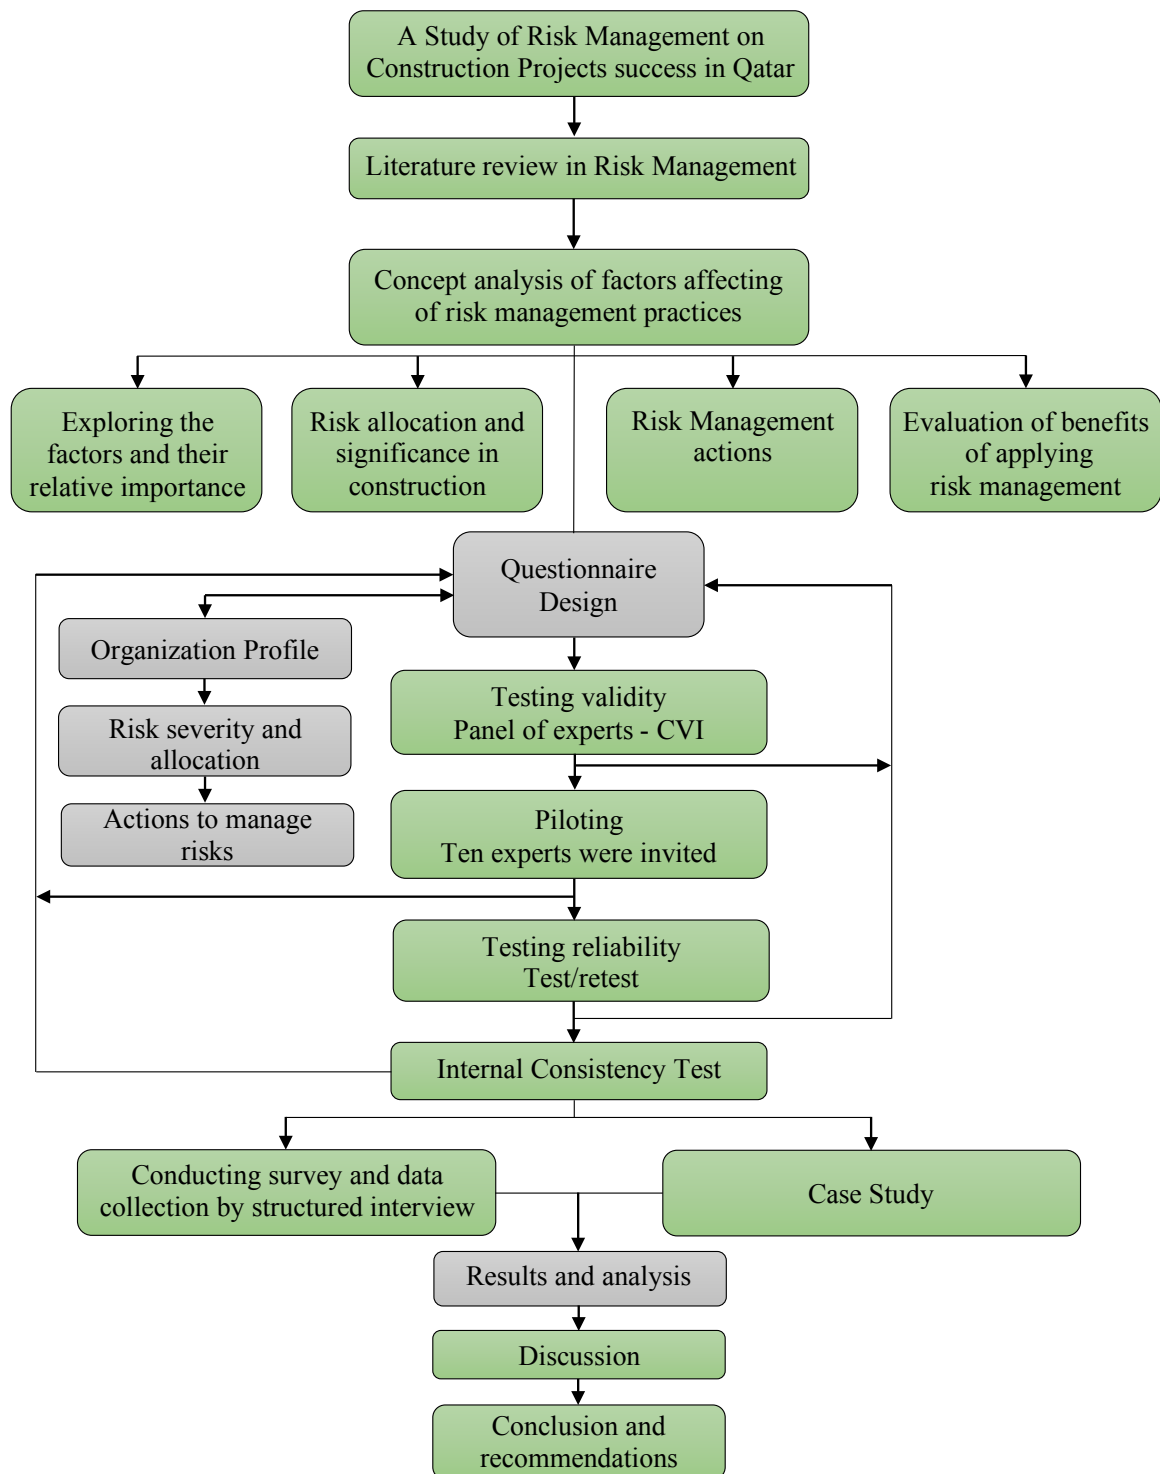 A Study of Risk Management on
Construction Projects success in Qatar
Literature review in Risk Management
Concept analysis of factors affecting
of risk management practices
Exploring the
factors and their
relative importance
Risk allocation and
significance in
construction
Risk Management
actions
Evaluation of benefits
of applying
risk management
Questionnaire
Design
Organization Profile
Risk severity and
allocation
Actions to manage
risks
Testing validity
Panel of experts - CVI
Piloting
Ten experts were invited
Testing reliability
Test/retest
Internal Consistency Test
Conducting survey and data
collection by structured interview
Case Study
Results and analysis
Discussion
Conclusion and
recommendations